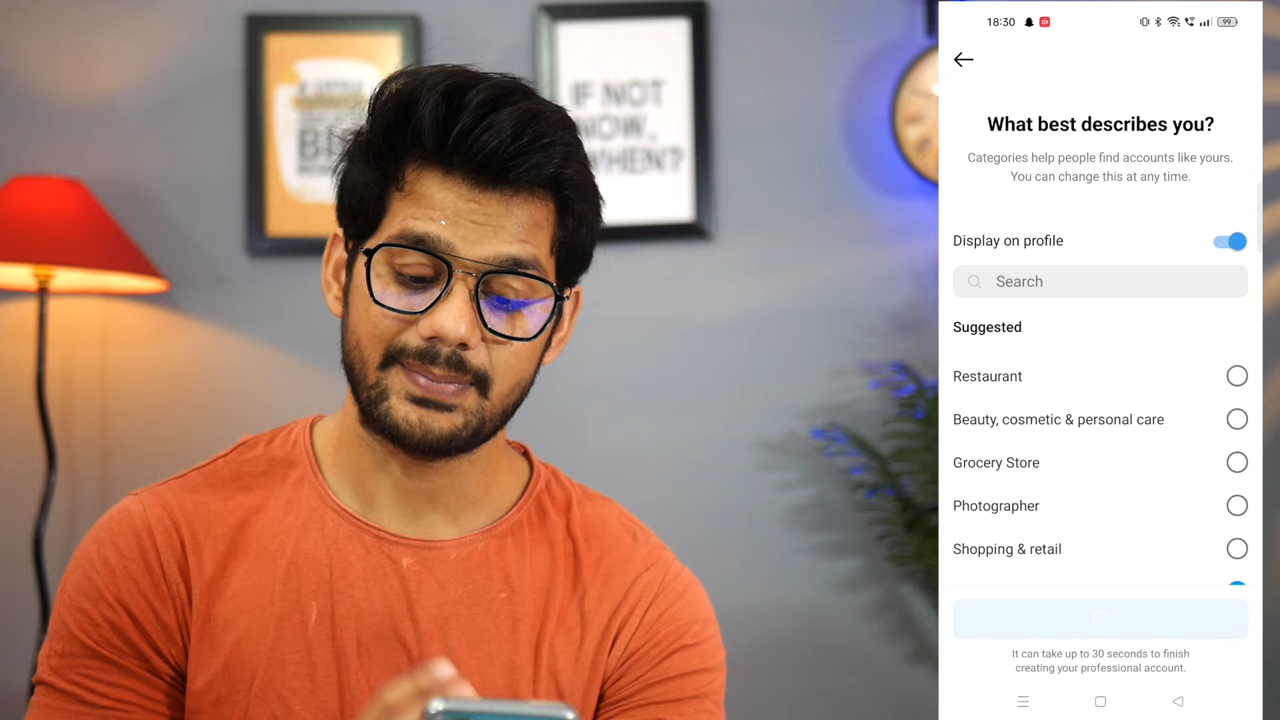 IF NOT
NOW,
WHEN?
18:30
99
What best describes you?
Categories help people find accounts like yours.
You can change this at any time.
Display on profile
Search
Suggested
Restaurant
Beauty, cosmetic & personal care
Grocery Store
Photographer
Shopping & retail
It can take up to 30 seconds to finish
creating your professional account.